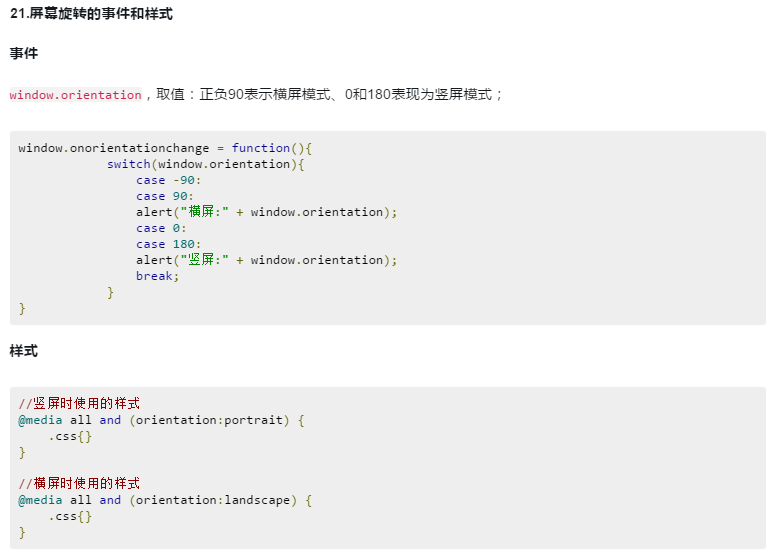 21.屏幕旋转的事件和样式
事件
window.orientation，取值：正负90表示横屏模式、0和180表现为竖屏模式；
window.onorientationchange = function(){
            switch(window.orientation){
                case -90:
                case 90:
                alert("横屏:" + window.orientation);
                case 0:
                case 180:
                alert("竖屏:" + window.orientation);
                break;
            }
}
样式
//竖屏时使用的样式
@media all and (orientation:portrait) {
    .css{}
}
//横屏时使用的样式
@media all and (orientation:landscape) {
    .css{}
}